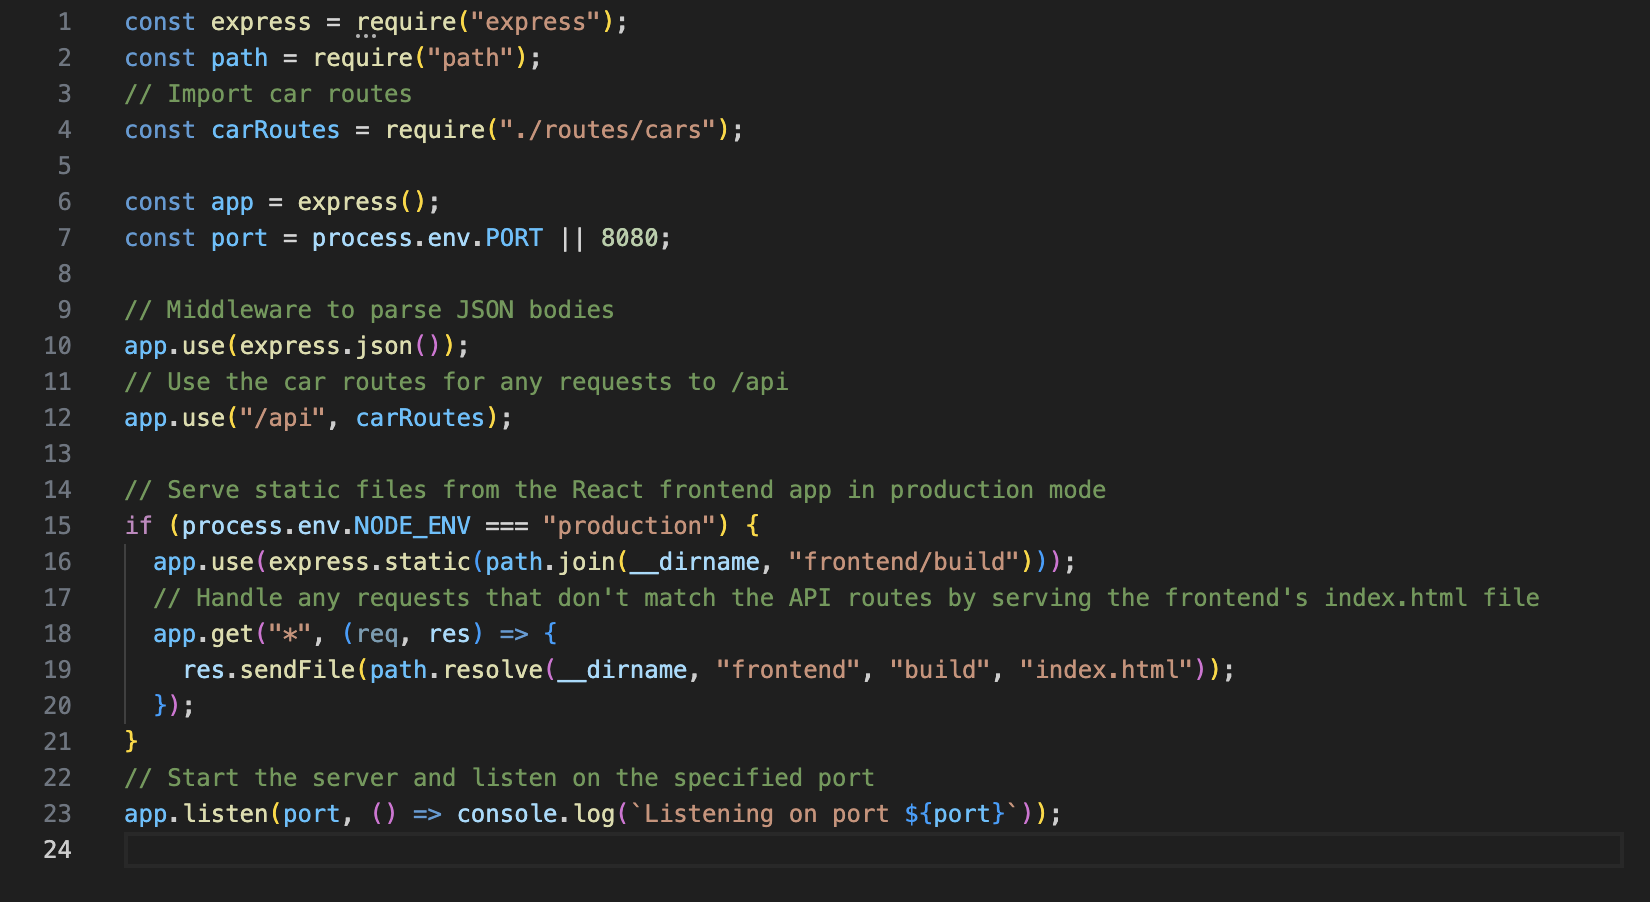 1 const express = require("express");
2 const path = require("path");
3 // Import car routes
4 const carRoutes = require("./routes/cars");
5
6 const app = express();
7 const port = process.env.PORT || 8080;
8
9 // Middleware to parse JSON bodies
10 app.use(express.json());
11 // Use the car routes for any requests to /api
12 app.use("/api", carRoutes);
13
14 // Serve static files from the React frontend app in production mode
15 if (process.env.NODE_ENV === "production") {
16   app.use(express.static(path.join(__dirname, "frontend/build")));
17   // Handle any requests that don't match the API routes by serving the frontend's index.html file
18   app.get("*", (req, res) => {
19     res.sendFile(path.resolve(__dirname, "frontend", "build", "index.html"));
20   });
21 }
22 // Start the server and listen on the specified port
23 app.listen(port, () => console.log(`Listening on port ${port}`));
24